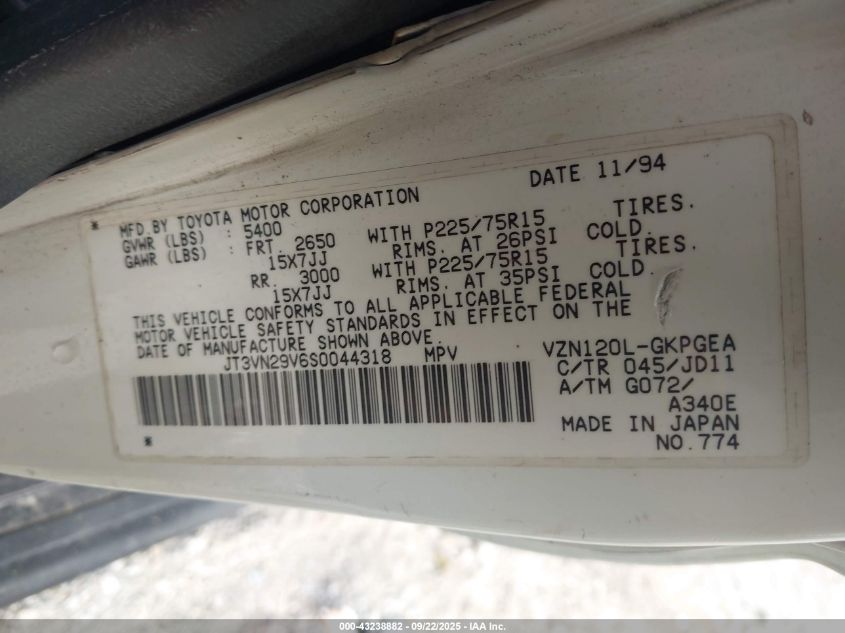 DATE 11/94
* MFD.BY TOYOTA MOTOR CORPORATION
GVWR (LBS) : 5400
GAWR (LBS) : FRT. 2650 WITH P225/75R15 TIRES.
15X7JJ RIMS. AT 26PSI COLD.
RR. 3000 WITH P225/75R15 TIRES.
15X7JJ RIMS. AT 35PSI COLD.
THIS VEHICLE CONFORMS TO ALL APPLICABLE FEDERAL
MOTOR VEHICLE SAFETY STANDARDS IN EFFECT ON THE
DATE OF MANUFACTURE SHOWN ABOVE.
JT3VN29V6S0044318 MPV
VZN120L-GKPGEA
C/TR 045/JD11
A/TM G072/
A340E
MADE IN JAPAN
* NO.774
000-43238882 - 09/22/2025 - IAA Inc.